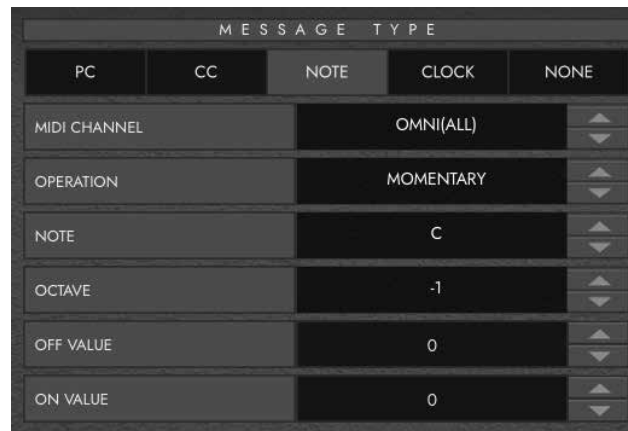 MESSAGE TYPE
PC CC NOTE CLOCK NONE
MIDI CHANNEL OMNI(ALL)
OPERATION MOMENTARY
NOTE C
OCTAVE -1
OFF VALUE 0
ON VALUE 0